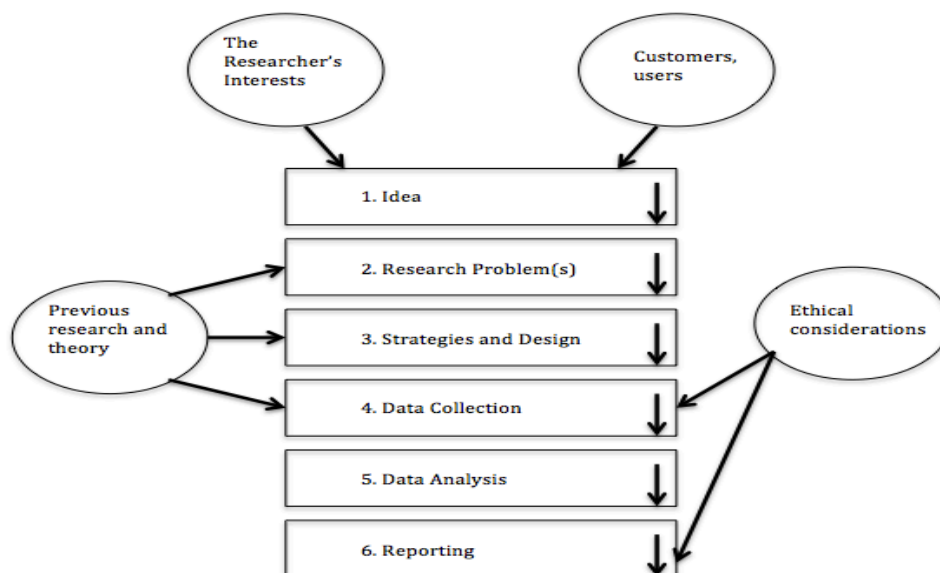 The
Researcher's
Interests
Customers,
users
1. Idea
2. Research Problem(s)
Previous
research and
theory
Ethical
considerations
3. Strategies and Design
4. Data Collection
5. Data Analysis
6. Reporting